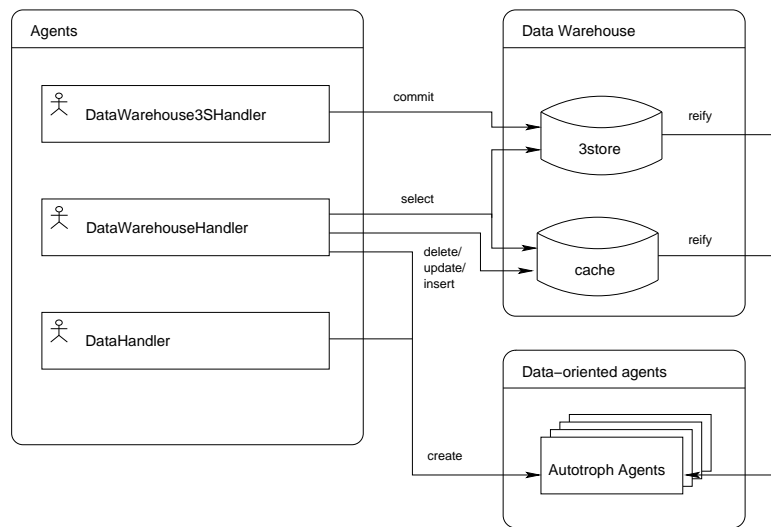 Agents
Data Warehouse
DataWarehouse3SHandler
commit
3store
reify
DataWarehouseHandler
select
delete/
update/
insert
cache
reify
DataHandler
Data−oriented agents
create
Autotroph Agents